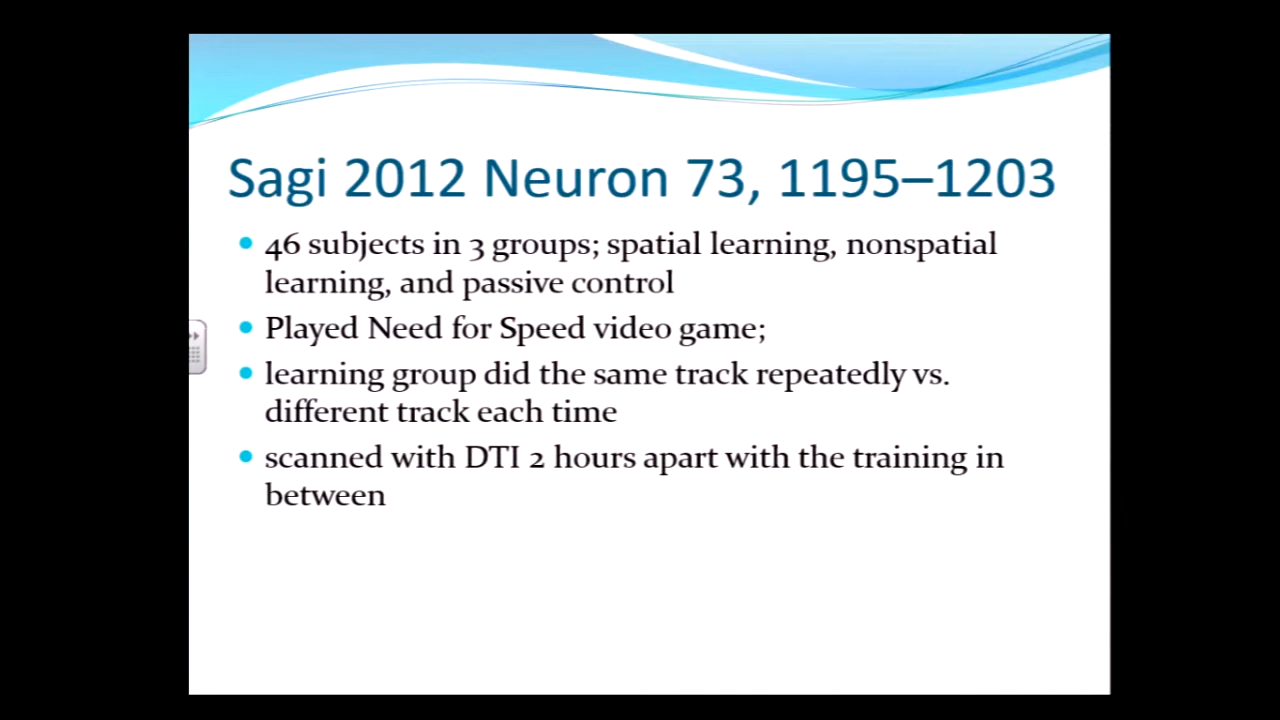 Sagi 2012 Neuron 73, 1195–1203
46 subjects in 3 groups; spatial learning, nonspatial
learning, and passive control
Played Need for Speed video game;
learning group did the same track repeatedly vs.
different track each time
scanned with DTI 2 hours apart with the training in
between